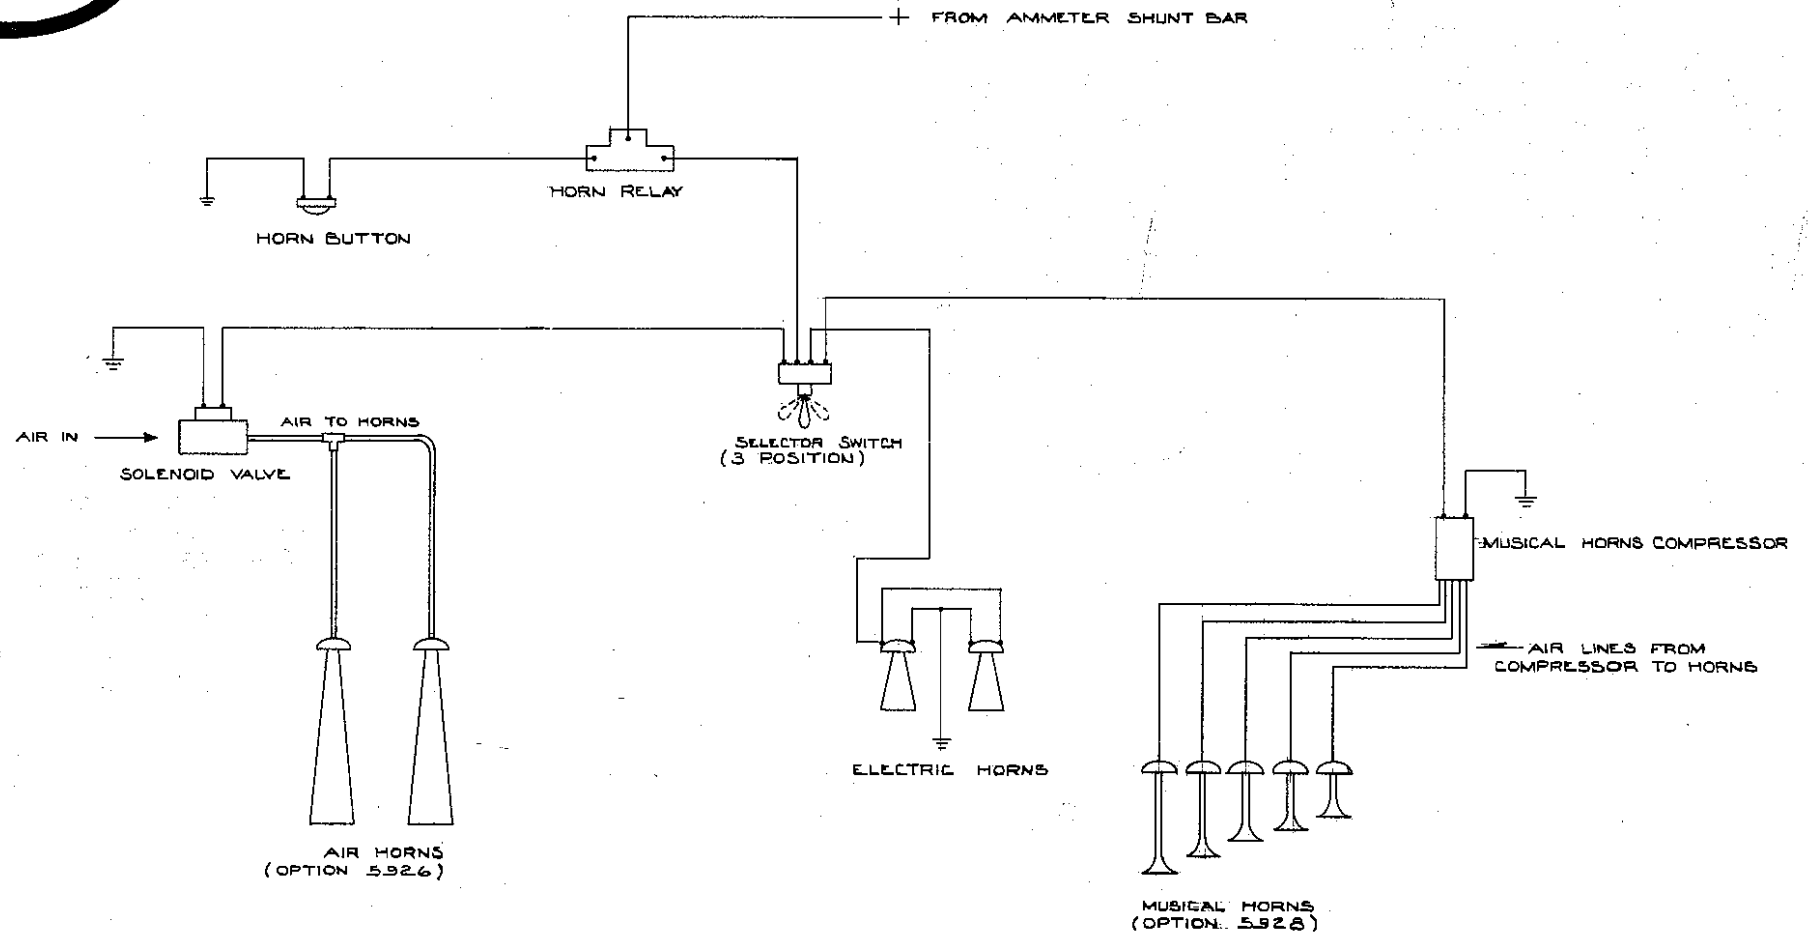 + FROM AMMETER SHUNT BAR
HORN RELAY
HORN BUTTON
AIR IN
AIR TO HORNS
SOLENOID VALVE
SELECTOR SWITCH
(3 POSITION)
MUSICAL HORNS COMPRESSOR
AIR LINES FROM
COMPRESSOR TO HORNS
ELECTRIC HORNS
AIR HORNS
(OPTION 5926)
MUSICAL HORNS
(OPTION 5928)